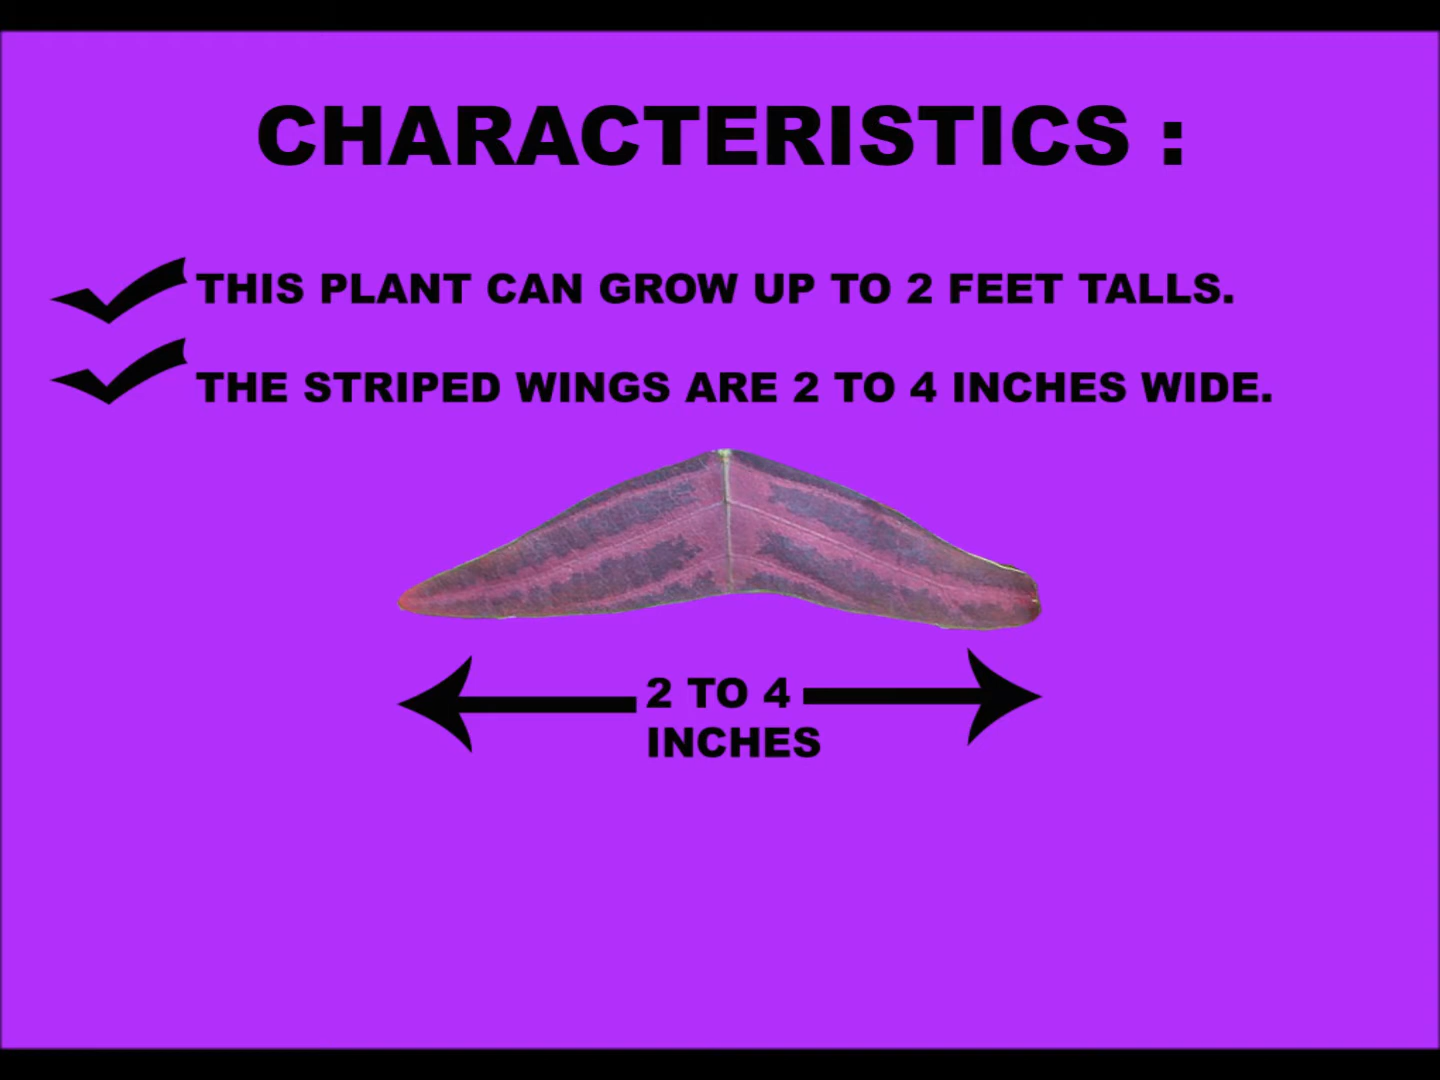 CHARACTERISTICS :
THIS PLANT CAN GROW UP TO 2 FEET TALLS.
THE STRIPED WINGS ARE 2 TO 4 INCHES WIDE.
2 TO 4
INCHES